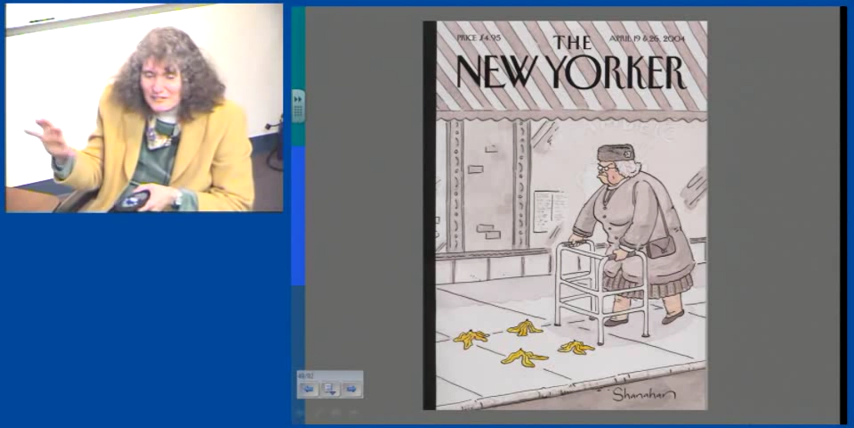 PRICE $4.95
THE
APRIL 19 & 26, 2004
NEW YORKER
Shanahan